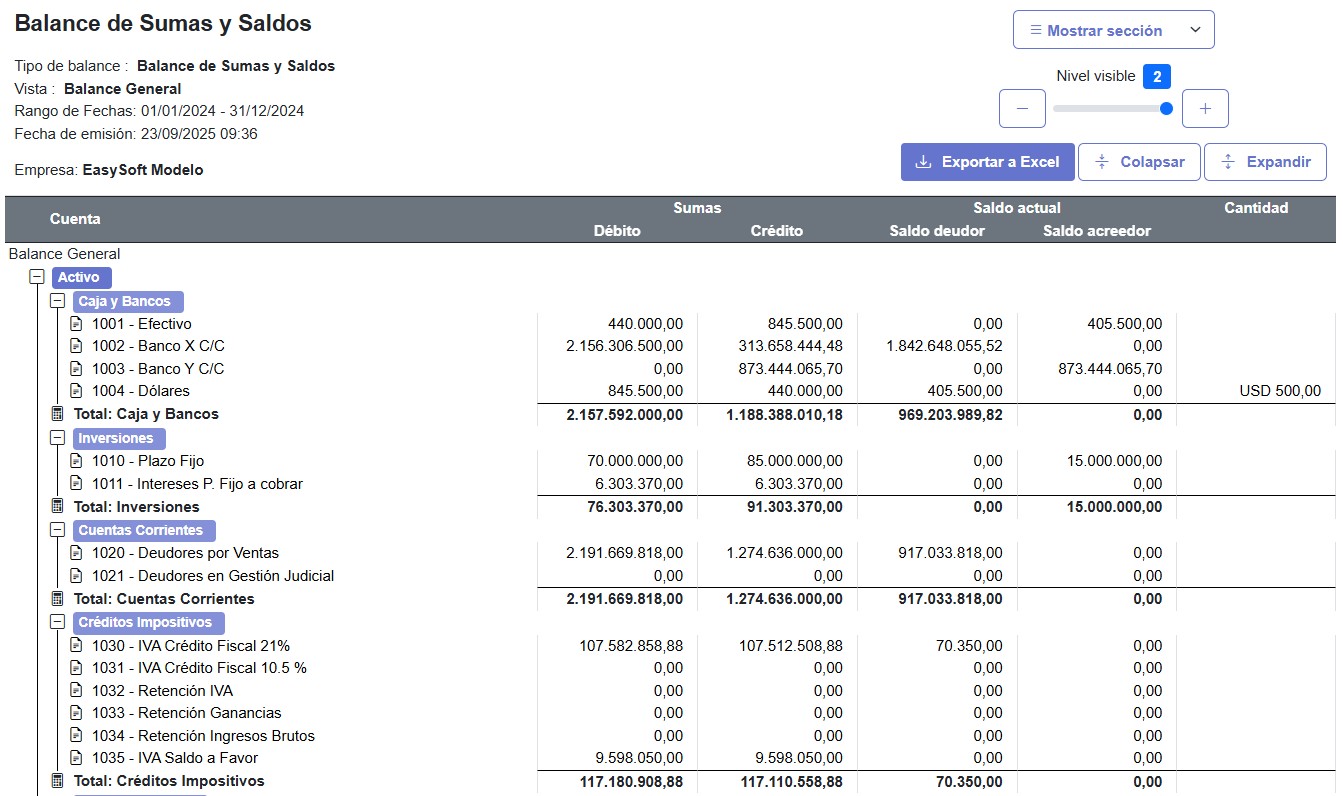 Balance de Sumas y Saldos
Mostrar sección
Tipo de balance : Balance de Sumas y Saldos
Vista : Balance General
Nivel visible 2
Rango de Fechas: 01/01/2024 - 31/12/2024
Fecha de emisión: 23/09/2025 09:36
Empresa: EasySoft Modelo
Exportar a Excel Colapsar Expandir
Cuenta Sumas Saldo actual Cantidad
Débito Crédito Saldo deudor Saldo acreedor
Balance General
Activo
Caja y Bancos
1001 - Efectivo 440.000,00 845.500,00 0,00 405.500,00
1002 - Banco X C/C 2.156.306.500,00 313.658.444,48 1.842.648.055,52 0,00
1003 - Banco Y C/C 0,00 873.444.065,70 0,00 873.444.065,70
1004 - Dólares 845.500,00 440.000,00 405.500,00 0,00 USD 500,00
Total: Caja y Bancos 2.157.592.000,00 1.188.388.010,18 969.203.989,82 0,00
Inversiones
1010 - Plazo Fijo 70.000.000,00 85.000.000,00 0,00 15.000.000,00
1011 - Intereses P. Fijo a cobrar 6.303.370,00 6.303.370,00 0,00 0,00
Total: Inversiones 76.303.370,00 91.303.370,00 0,00 15.000.000,00
Cuentas Corrientes
1020 - Deudores por Ventas 2.191.669.818,00 1.274.636.000,00 917.033.818,00 0,00
1021 - Deudores en Gestión Judicial 0,00 0,00 0,00 0,00
Total: Cuentas Corrientes 2.191.669.818,00 1.274.636.000,00 917.033.818,00 0,00
Créditos Impositivos
1030 - IVA Crédito Fiscal 21% 107.582.858,88 107.512.508,88 70.350,00 0,00
1031 - IVA Crédito Fiscal 10.5 % 0,00 0,00 0,00 0,00
1032 - Retención IVA 0,00 0,00 0,00 0,00
1033 - Retención Ganancias 0,00 0,00 0,00 0,00
1034 - Retención Ingresos Brutos 0,00 0,00 0,00 0,00
1035 - IVA Saldo a Favor 9.598.050,00 9.598.050,00 0,00 0,00
Total: Créditos Impositivos 117.180.908,88 117.110.558,88 70.350,00 0,00